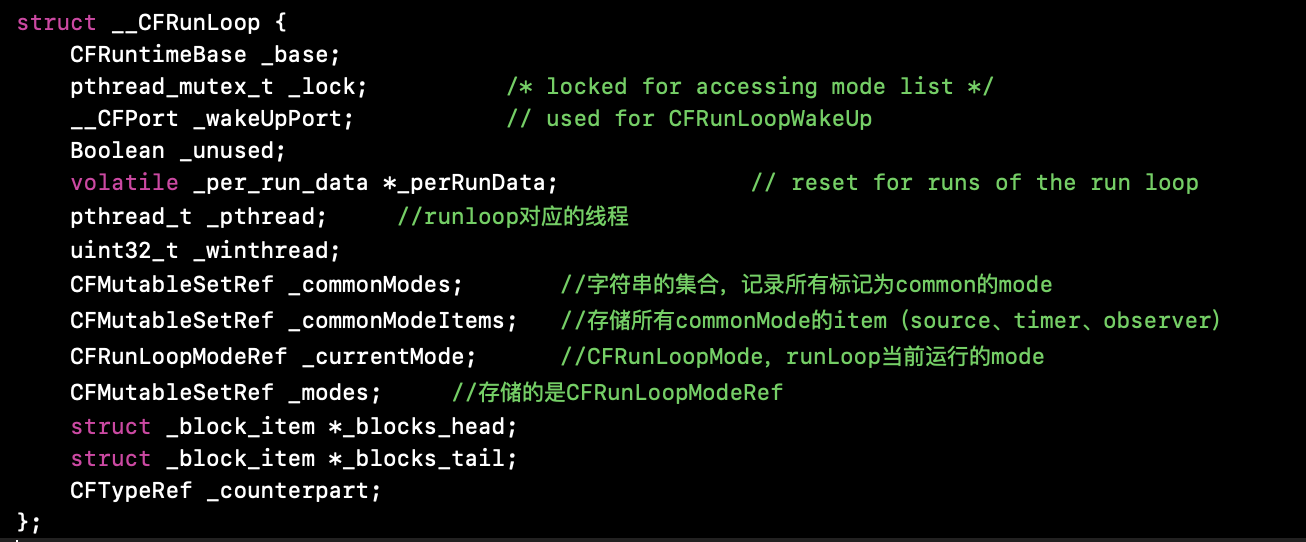 struct __CFRunLoop {
    CFRuntimeBase _base;
    pthread_mutex_t _lock;          /* locked for accessing mode list */
    __CFPort _wakeUpPort;           // used for CFRunLoopWakeUp
    Boolean _unused;
    volatile _per_run_data *_perRunData;              // reset for runs of the run loop
    pthread_t _pthread;     //runloop对应的线程
    uint32_t _winthread;
    CFMutableSetRef _commonModes;       //字符串的集合，记录所有标记为common的mode
    CFMutableSetRef _commonModeItems;   //存储所有commonMode的item（source、timer、observer）
    CFRunLoopModeRef _currentMode;      //CFRunLoopMode，runLoop当前运行的mode
    CFMutableSetRef _modes;     //存储的是CFRunLoopModeRef
    struct _block_item *_blocks_head;
    struct _block_item *_blocks_tail;
    CFTypeRef _counterpart;
};